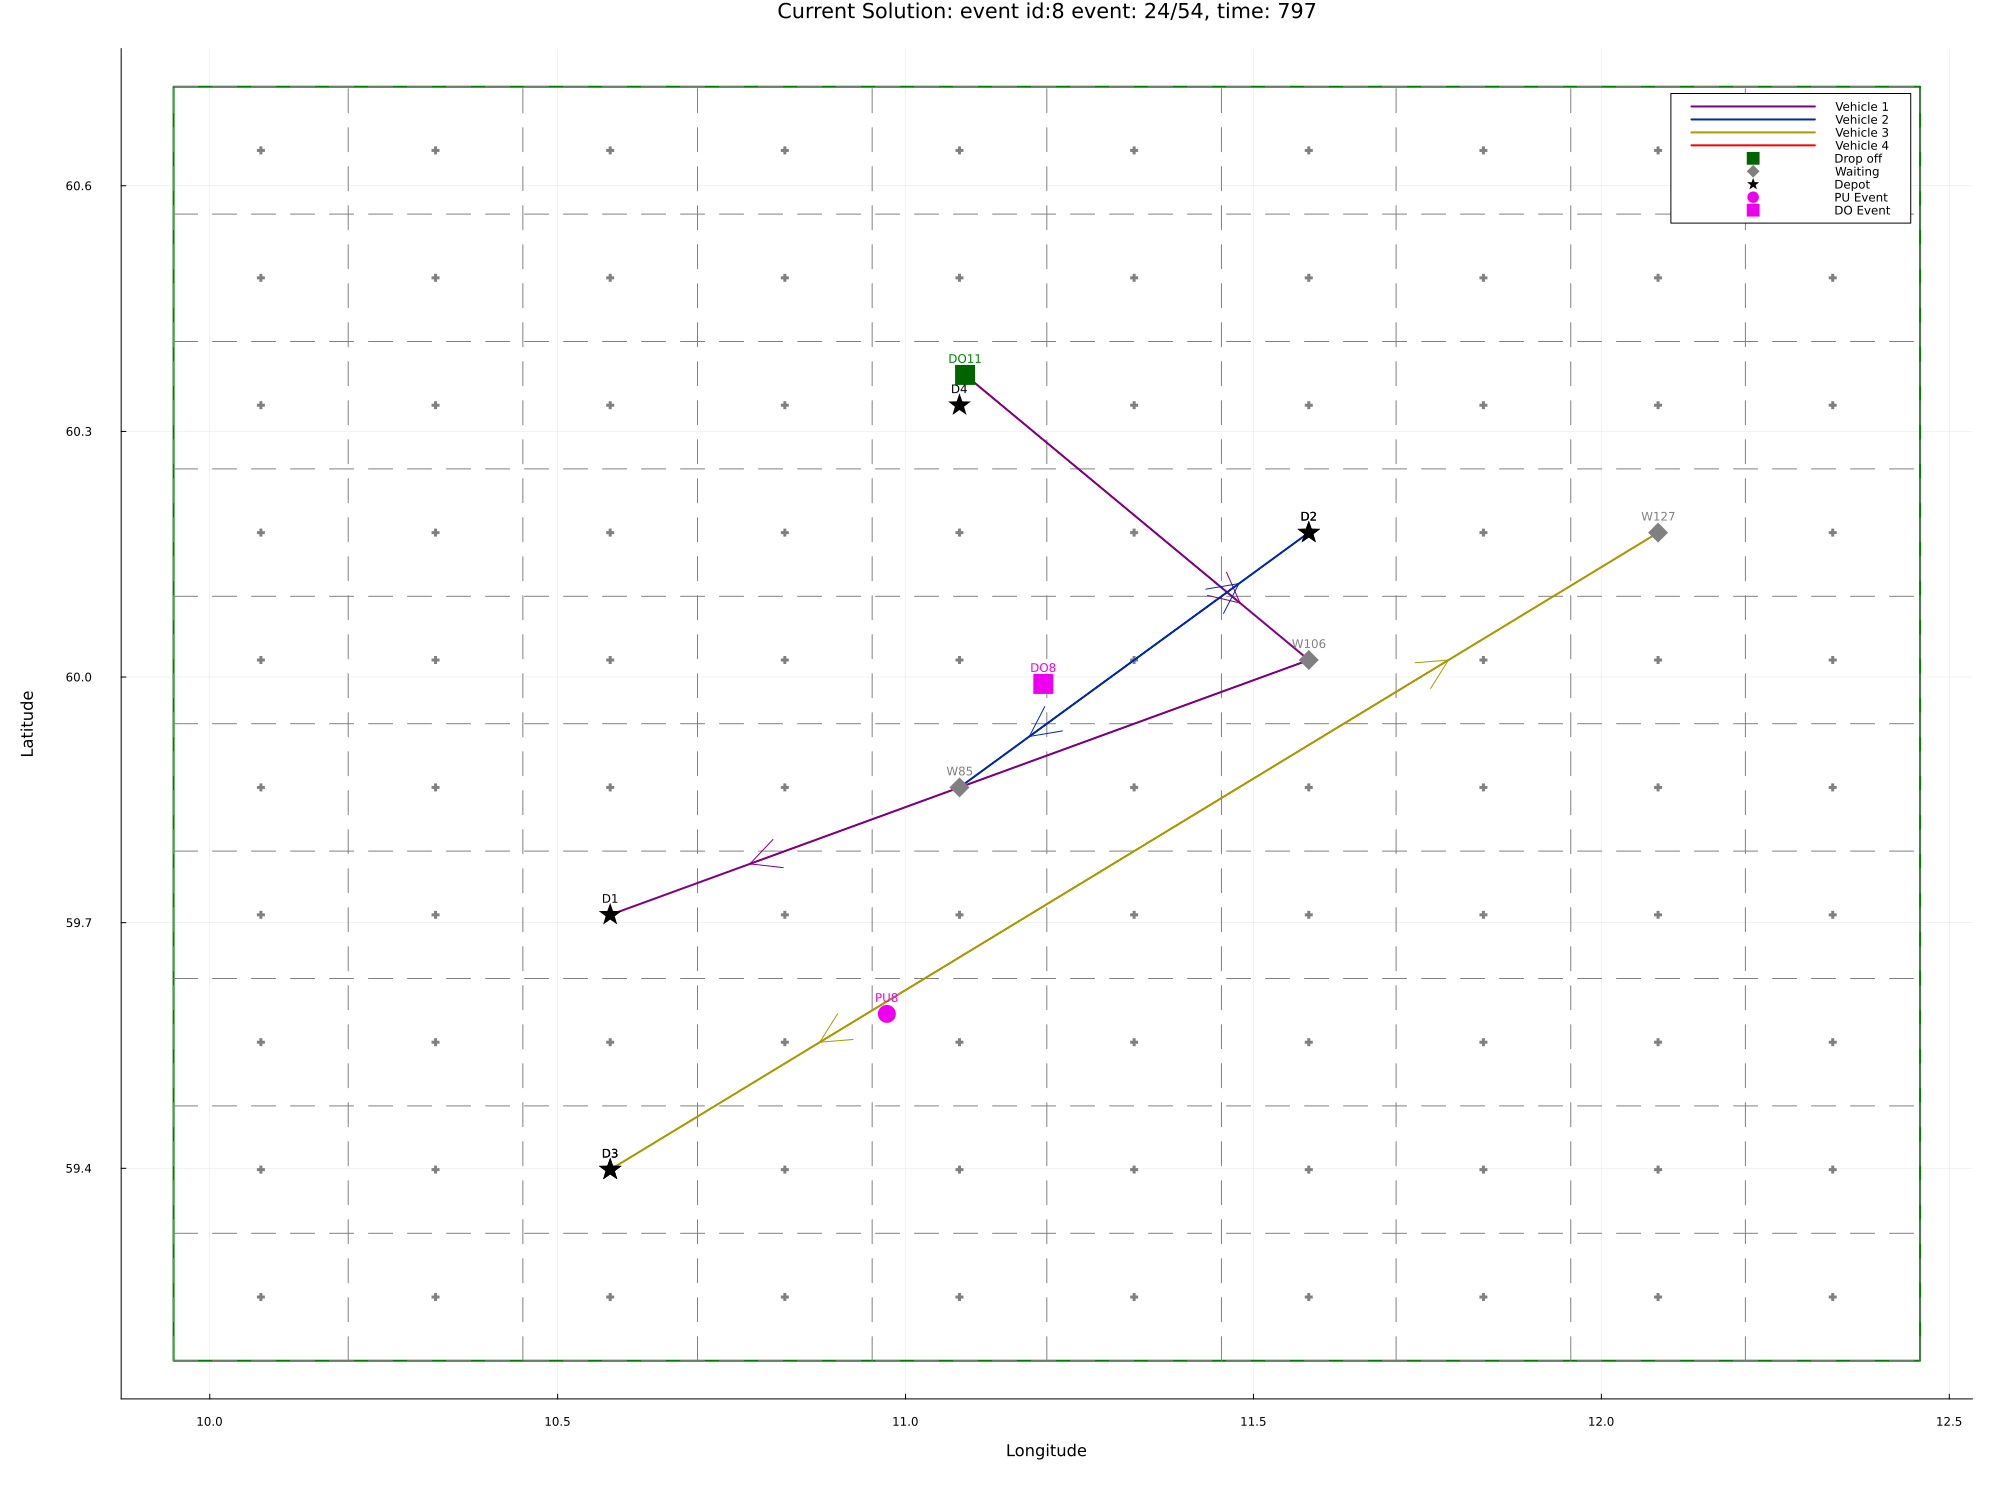 Current Solution: event id:8 event: 24/54, time: 797
Vehicle 1
Vehicle 2
Vehicle 3
Vehicle 4
Drop off
Waiting
Depot
PU Event
DO Event
60.6
60.3
60.0
59.7
59.4
Latitude
DO11
D4
D2
W127
W106
DO8
W85
D1
PU8
D3
10.0
10.5
11.0
11.5
12.0
12.5
Longitude